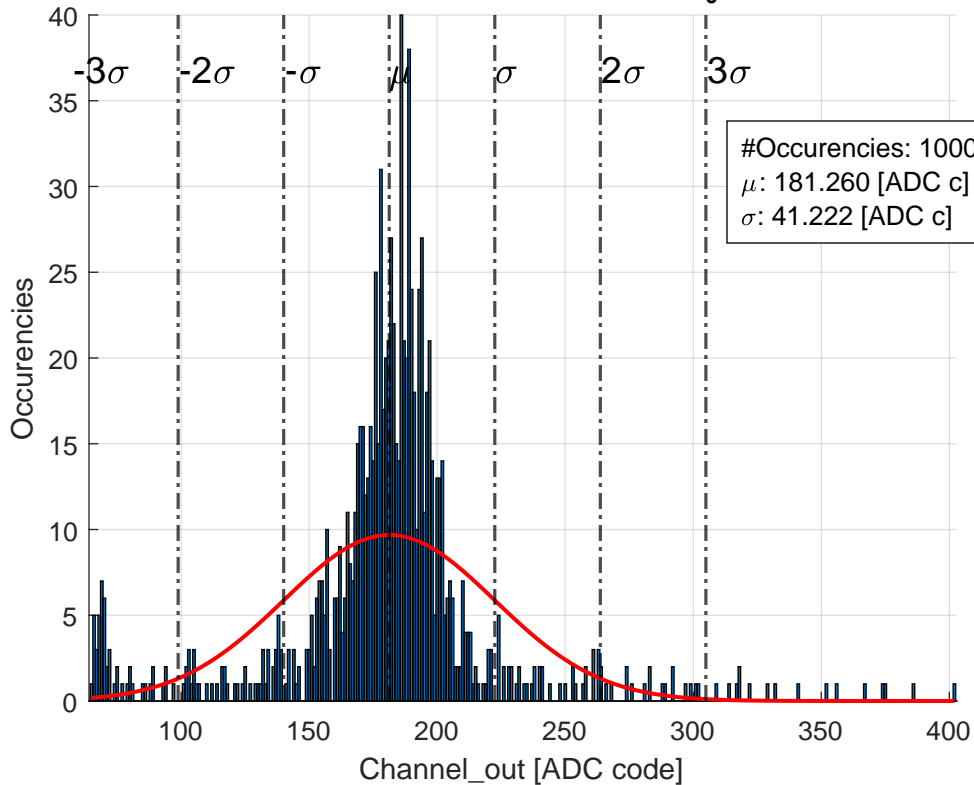 40
35
30
25
20
15
10
5
0
Occurencies
-3σ -2σ -σ μ σ 2σ 3σ
#Occurencies: 1000
μ: 181.260 [ADC c]
σ: 41.222 [ADC c]
100 150 200 250 300 350 400
Channel_out [ADC code]